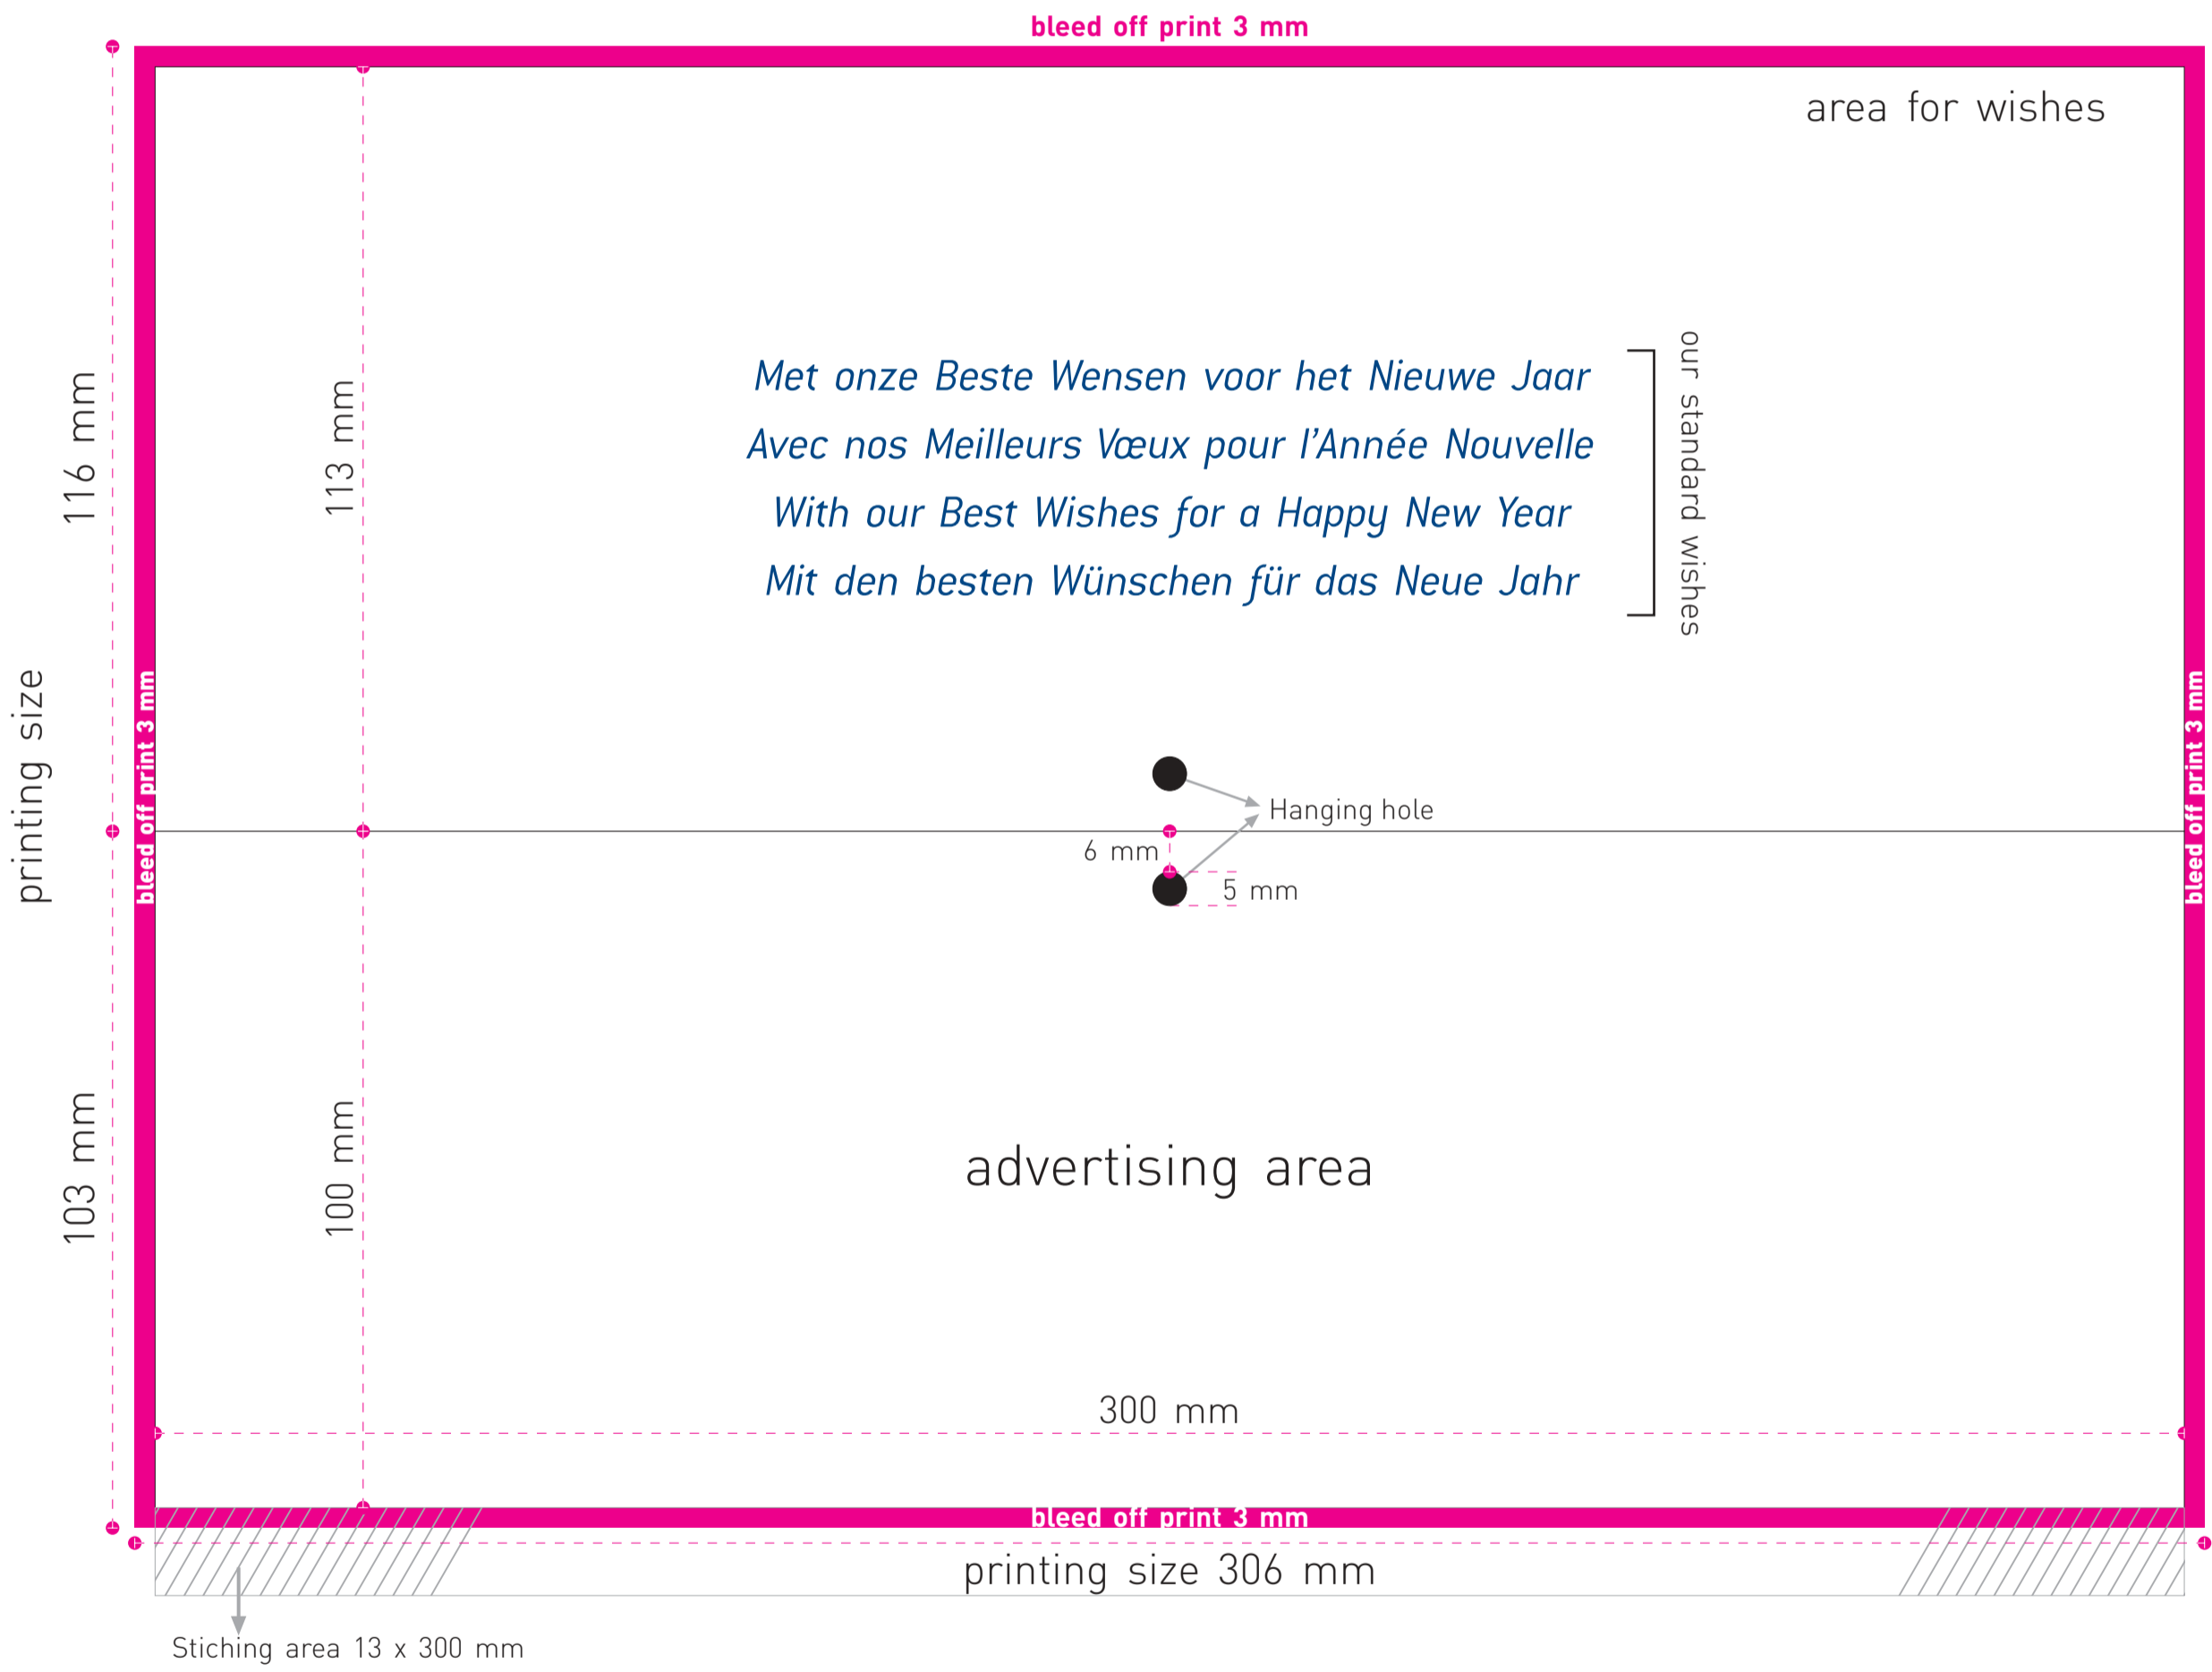 bleed off print 3 mm
area for wishes
116 mm
113 mm
Met onze Beste Wensen voor het Nieuwe Jaar
Avec nos Meilleurs Vœux pour l’Année Nouvelle
With our Best Wishes for a Happy New Year
Mit den besten Wünschen für das Neue Jahr
our standard wishes
printing size
bleed off print 3 mm
bleed off print 3 mm
Hanging hole
6 mm
5 mm
103 mm
100 mm
advertising area
300 mm
bleed off print 3 mm
printing size 306 mm
Stiching area 13 x 300 mm